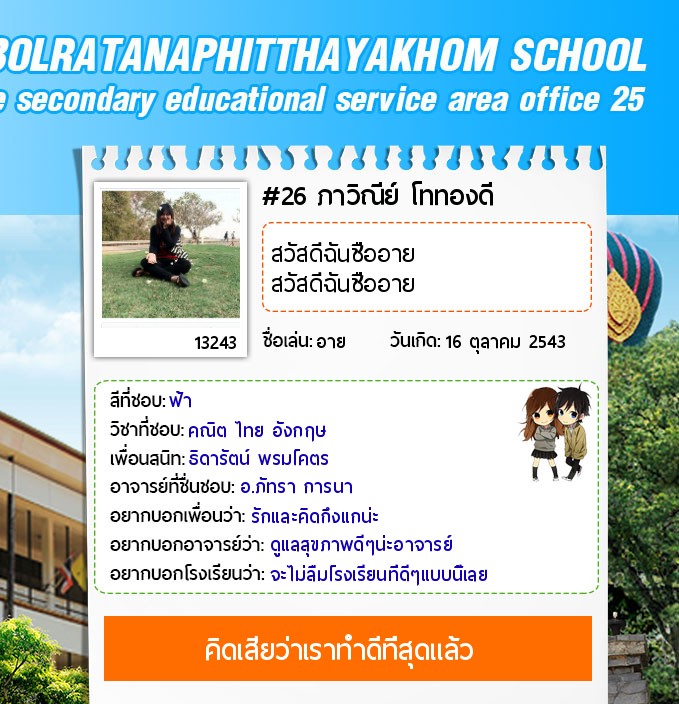 BOLRATANAPHITTHAYAKHOM SCHOOL
e secondary educational service area office 25
#26 ภาวิณีย์ โททองดี
สวัสดีฉันชื่ออาย
สวัสดีฉันชื่ออาย
13243
ชื่อเล่น: อาย วันเกิด: 16 ตุลาคม 2543
สีที่ชอบ: ฟ้า
วิชาที่ชอบ: คณิต ไทย อังกฤษ
เพื่อนสนิท: ธิดารัตน์ พรมโคตร
อาจารย์ที่ชื่นชอบ: อ.ภัทรา การนา
อยากบอกเพื่อนว่า: รักและคิดถึงแกน่ะ
อยากบอกอาจารย์ว่า: ดูแลสุขภาพดีๆน่ะอาจารย์
อยากบอกโรงเรียนว่า: จะไม่ลืมโรงเรียนที่ดีๆแบบนี้เลย
คิดเสียว่าเราทำดีที่สุดแล้ว